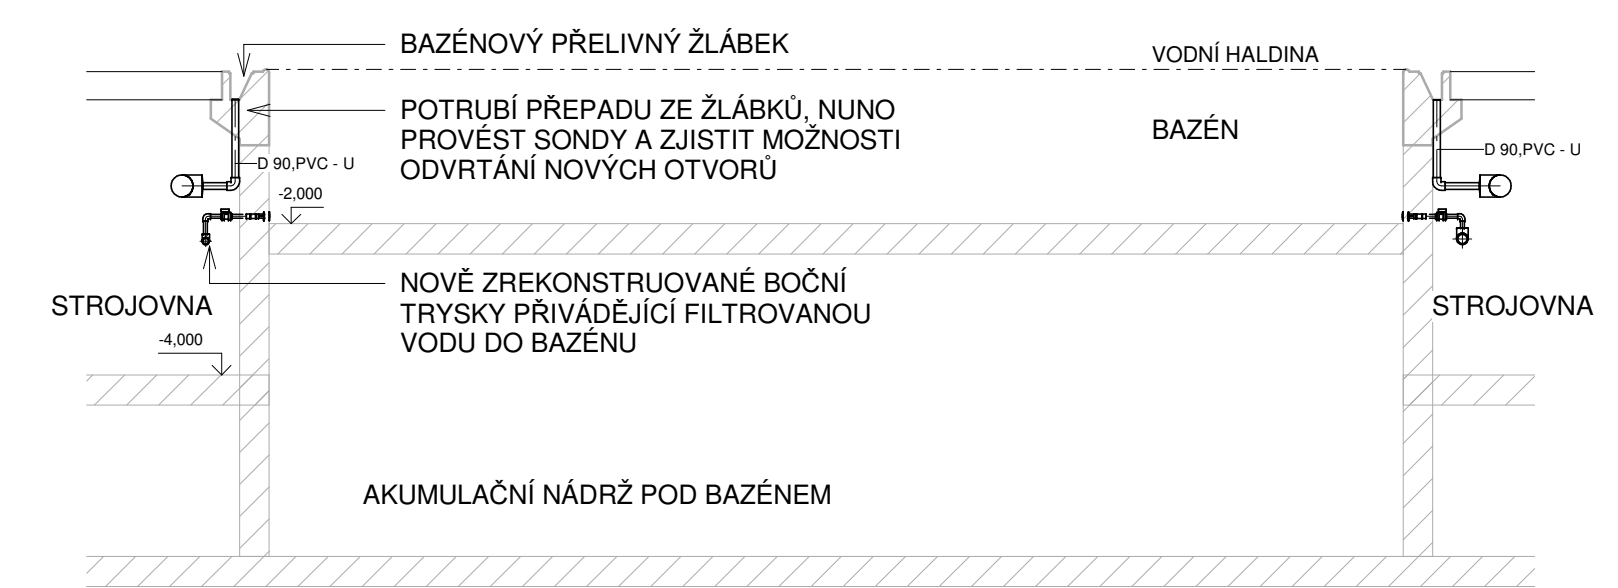 BAZÉNOVÝ PŘELIVNÝ ŽLÁBEK
VODNÍ HALDINA
POTRUBÍ PŘEPADU ZE ŽLÁBKŮ, NUNO
PROVÉST SONDY A ZJISTIT MOŽNOSTI
ODVRTÁNÍ NOVÝCH OTVORŮ
BAZÉN
D 90,PVC - U
D 90,PVC - U
-2,000
NOVĚ ZREKONSTRUOVANÉ BOČNÍ
TRYSKY PŘIVÁDĚJÍCÍ FILTROVANOU
VODU DO BAZÉNU
STROJOVNA
STROJOVNA
-4,000
AKUMULAČNÍ NÁDRŽ POD BAZÉNEM